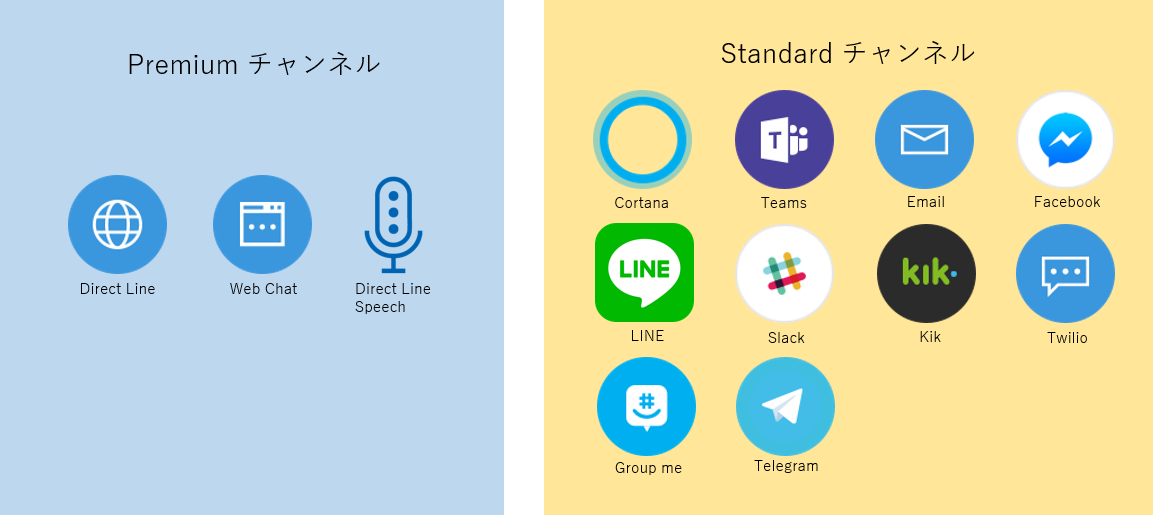 Premium チャンネル
Direct Line
Web Chat
Direct Line
Speech
Standard チャンネル
Cortana
T
Teams
Email
Facebook
LINE
LINE
Slack
kik.
Kik
Twilio
#
Group me
Telegram